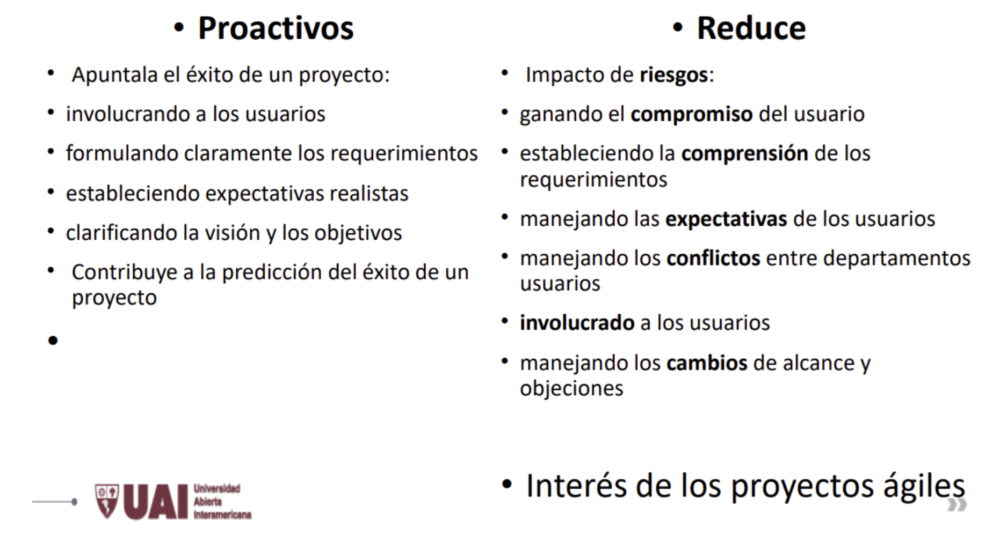 • Proactivos
• Apuntala el éxito de un proyecto:
• involucrando a los usuarios
• formulando claramente los requerimientos
• estableciendo expectativas realistas
• clarificando la visión y los objetivos
• Contribuye a la predicción del éxito de un
proyecto
•
• Reduce
• Impacto de riesgos:
• ganando el compromiso del usuario
• estableciendo la comprensión de los
requerimientos
• manejando las expectativas de los usuarios
• manejando los conflictos entre departamentos
usuarios
• involucrado a los usuarios
• manejando los cambios de alcance y
objeciones
• Interés de los proyectos ágiles
UAI
Universidad
Abierta
Interamericana